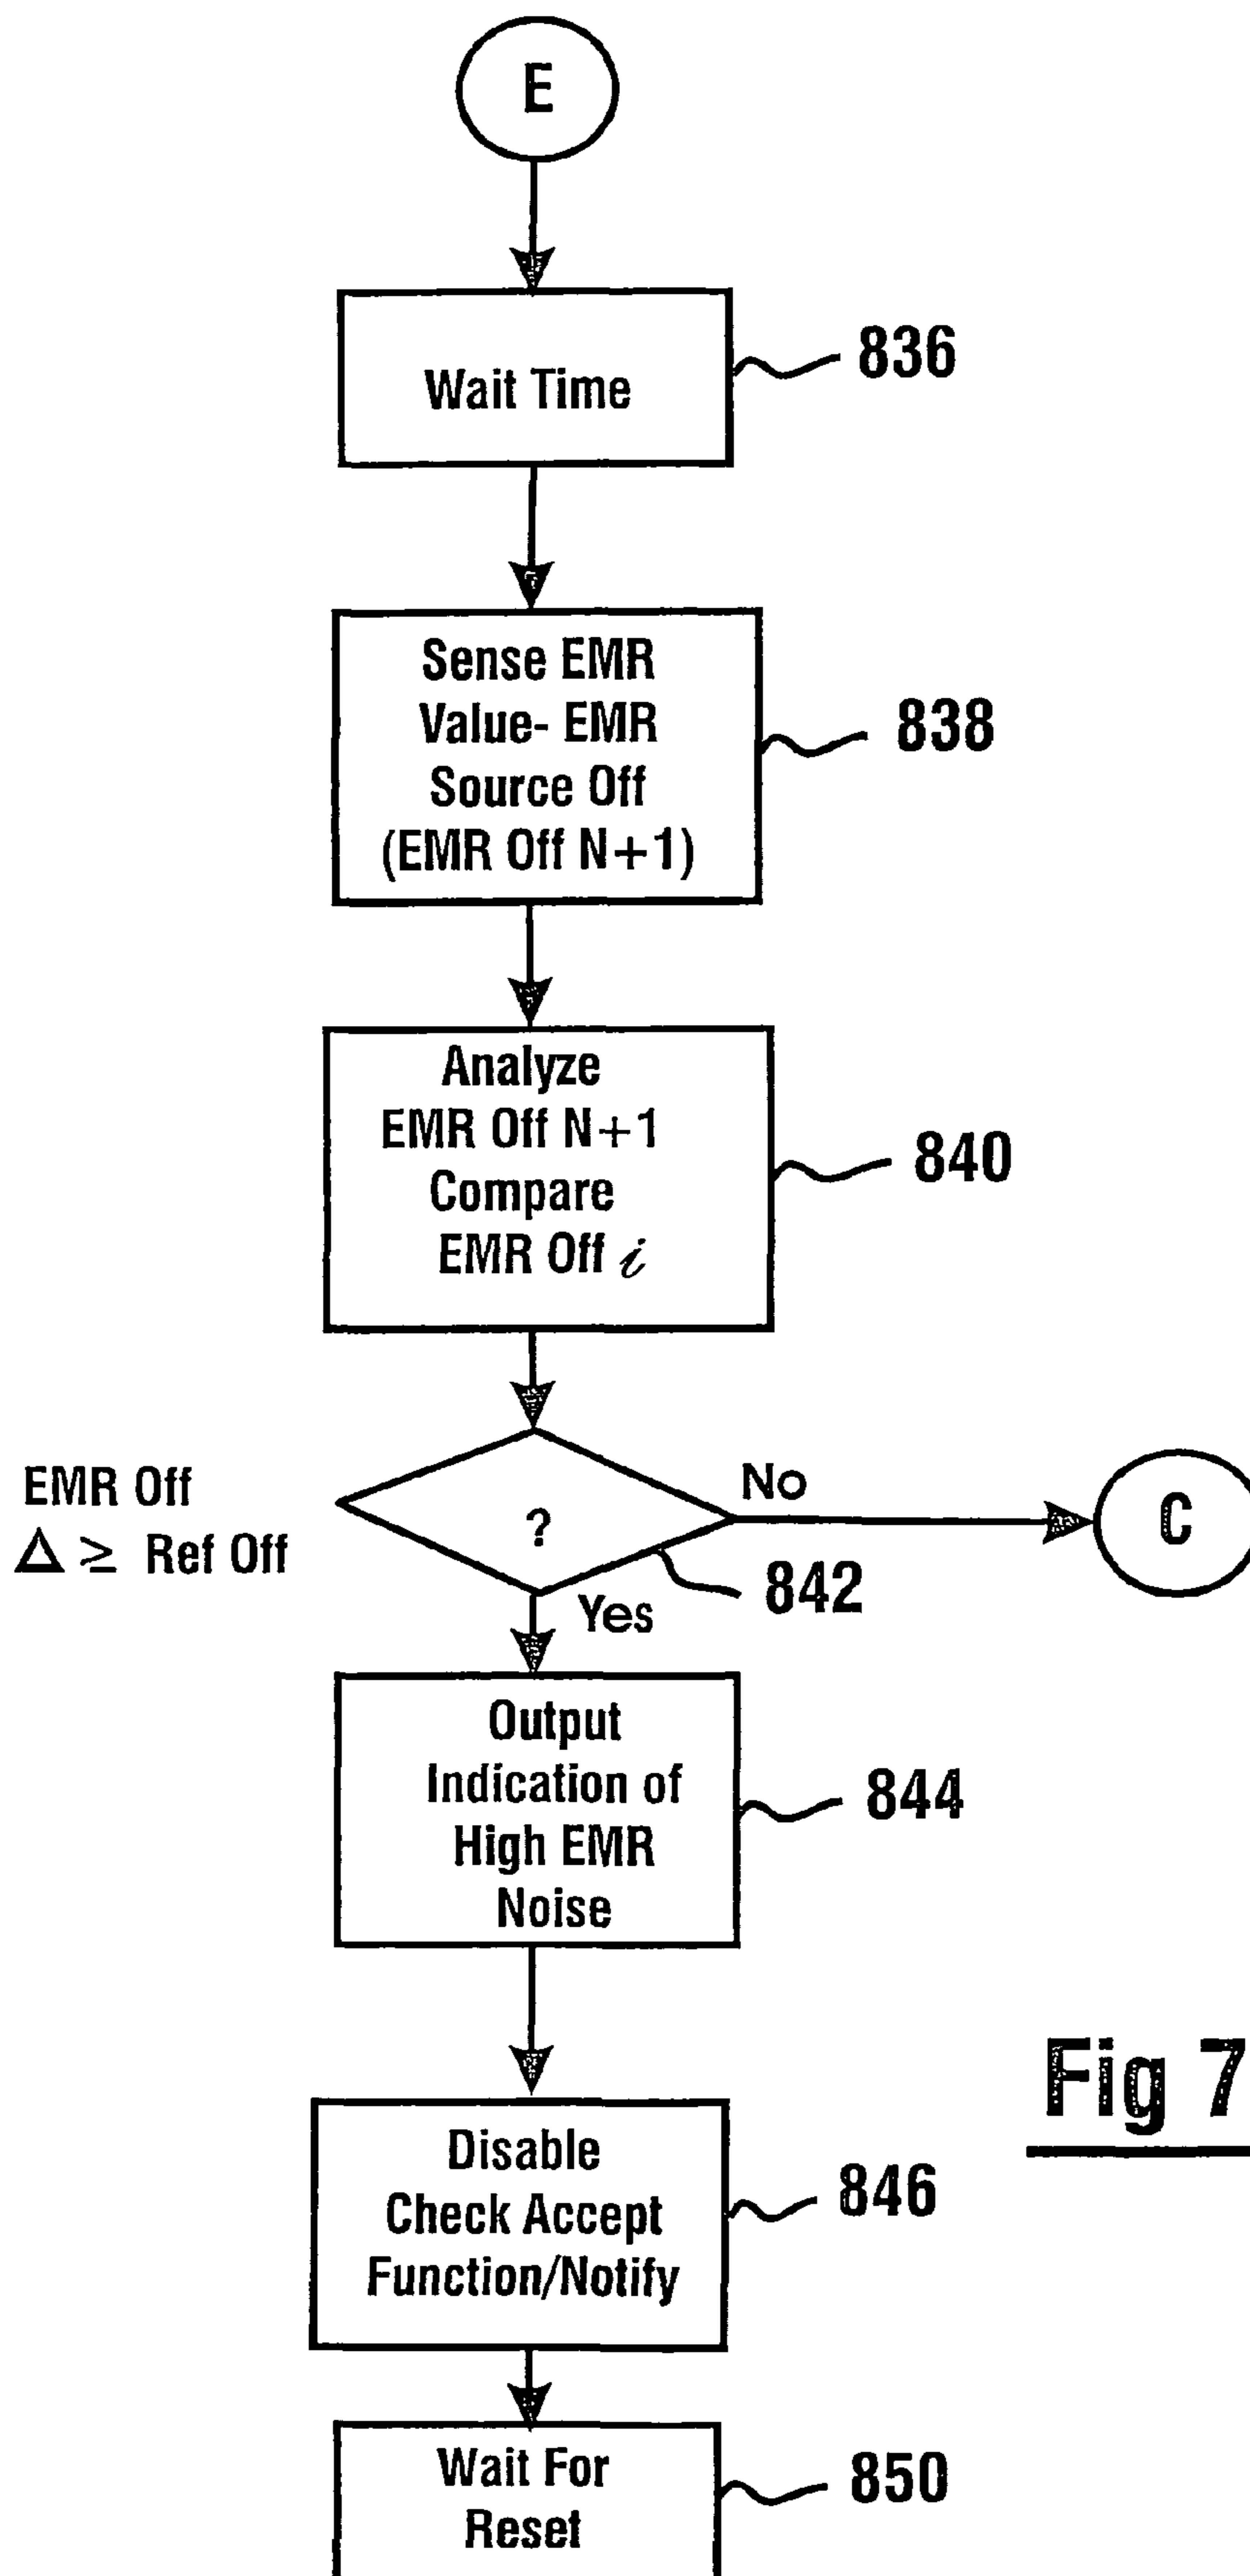 E
Wait Time
836
Sense EMR
Value- EMR
Source Off
(EMR Off N+1)
838
Analyze
EMR Off N+1
Compare
EMR Off i
840
EMR Off
Δ ≥ Ref Off
?
No
C
842
Yes
Output
Indication of
High EMR
Noise
844
Fig 7
Disable
Check Accept
Function/Notify
846
Wait For
Reset
850